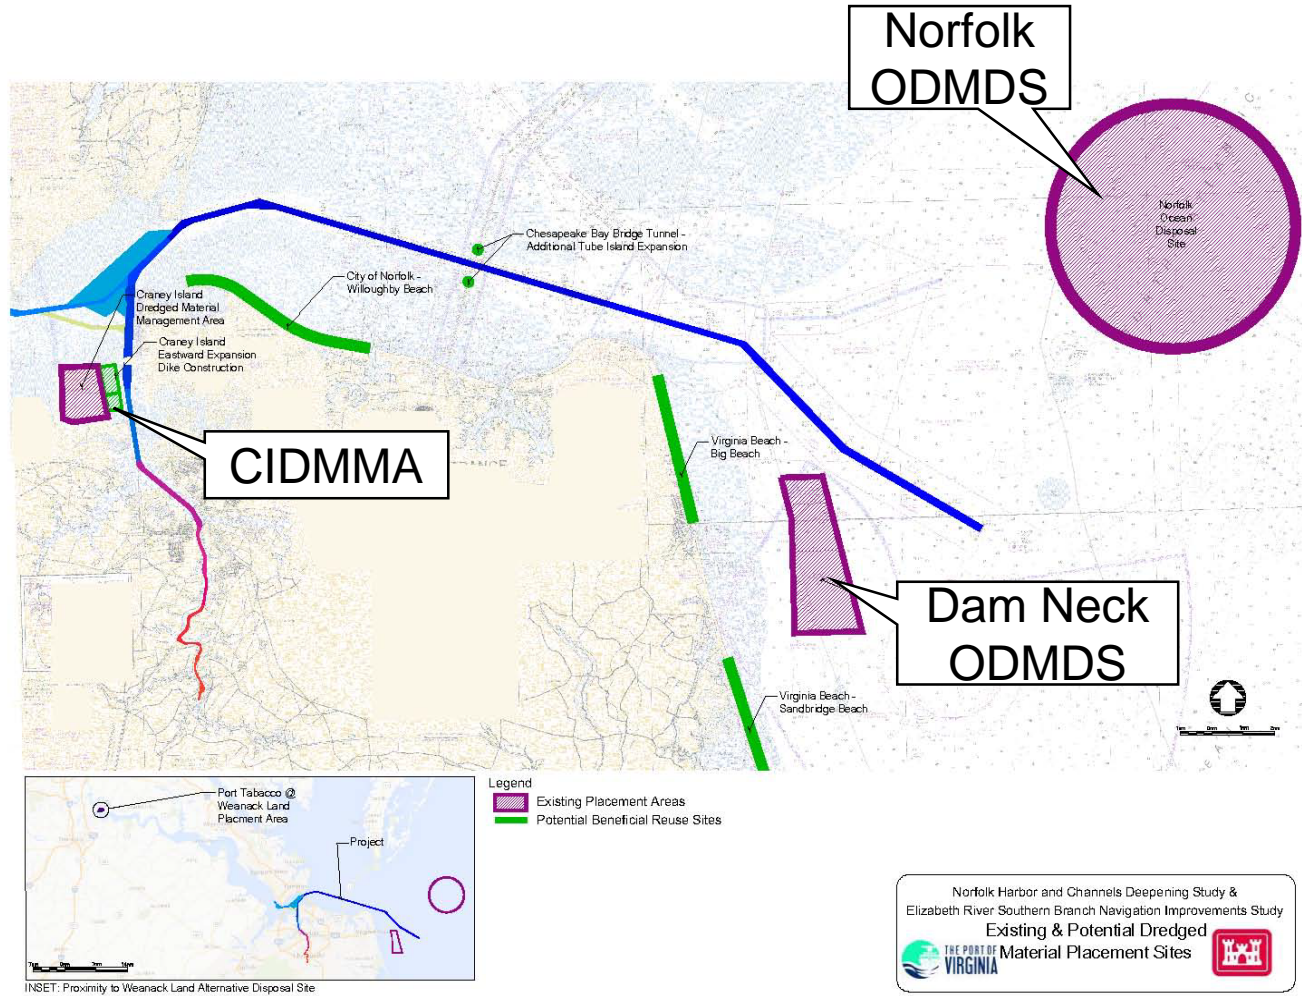 Norfolk
ODMDS
Norfolk
Ocean
Disposal
Site
Chesapeake Bay Bridge Tunnel -
Additional Tube Island Expansion
City of Norfolk -
Willoughby Beach
Craney Island
Dredged Material
Management Area
Craney Island
Eastward Expansion
Dike Construction
CIDMMA
Virginia Beach -
Big Beach
Dam Neck
ODMDS
Virginia Beach -
Sandbridge Beach
Port Tabacco @
Weanack Land
Placment Area
Project
INSET: Proximity to Weanack Land Alternative Disposal Site
Legend
Existing Placement Areas
Potential Beneficial Reuse Sites
Norfolk Harbor and Channels Deepening Study &
Elizabeth River Southern Branch Navigation Improvements Study
Existing & Potential Dredged
Material Placement Sites
THE PORT OF
VIRGINIA